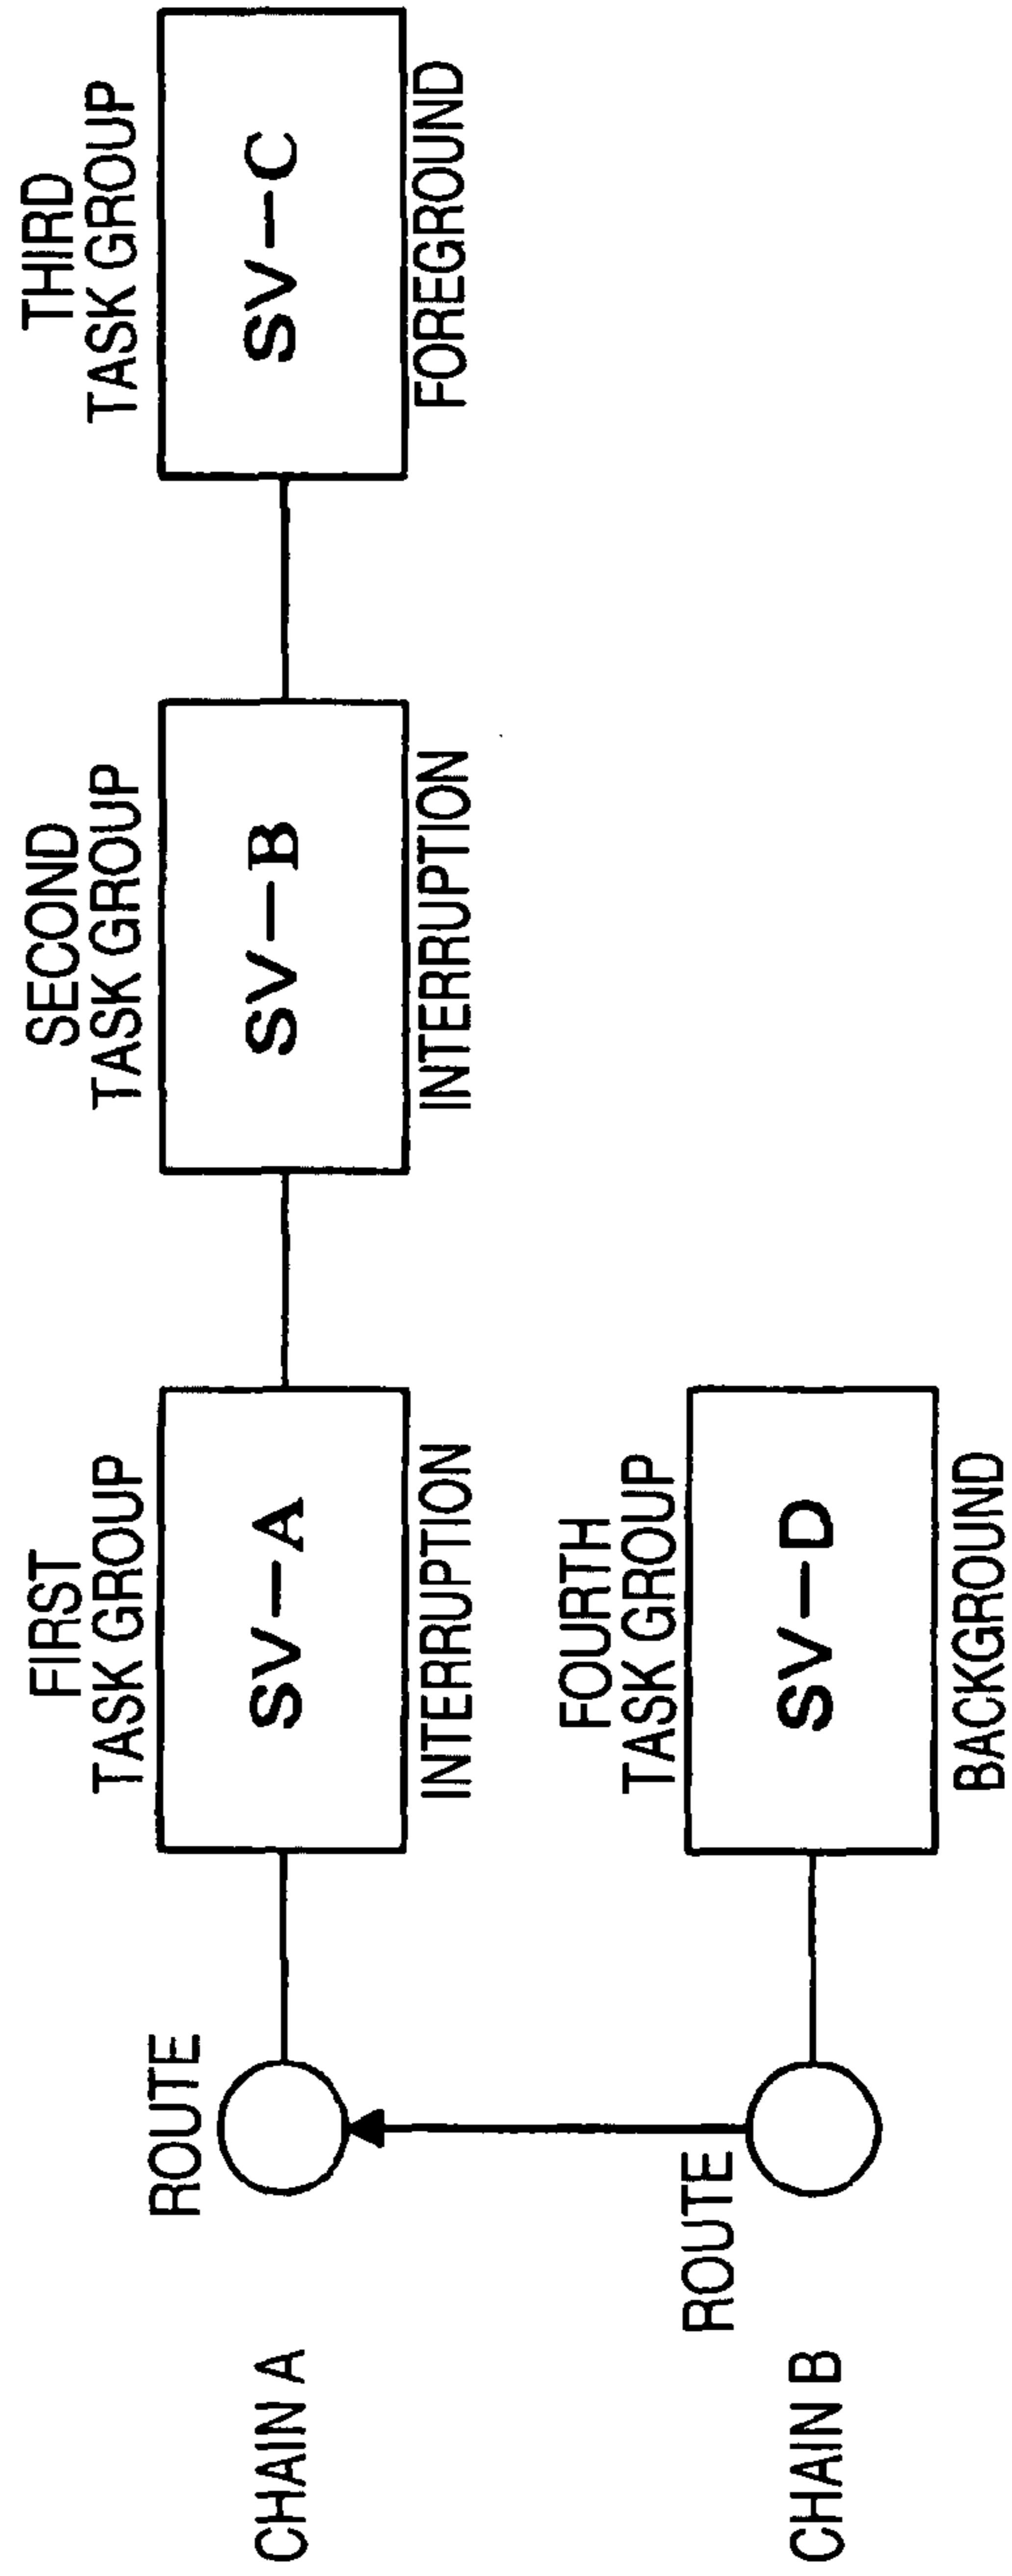 CHAIN A
ROUTE
FIRST
TASK GROUP
SV-A
INTERRUPTION
SECOND
TASK GROUP
SV-B
INTERRUPTION
THIRD
TASK GROUP
SV-C
FOREGROUND
CHAIN B
ROUTE
FOURTH
TASK GROUP
SV-D
BACKGROUND